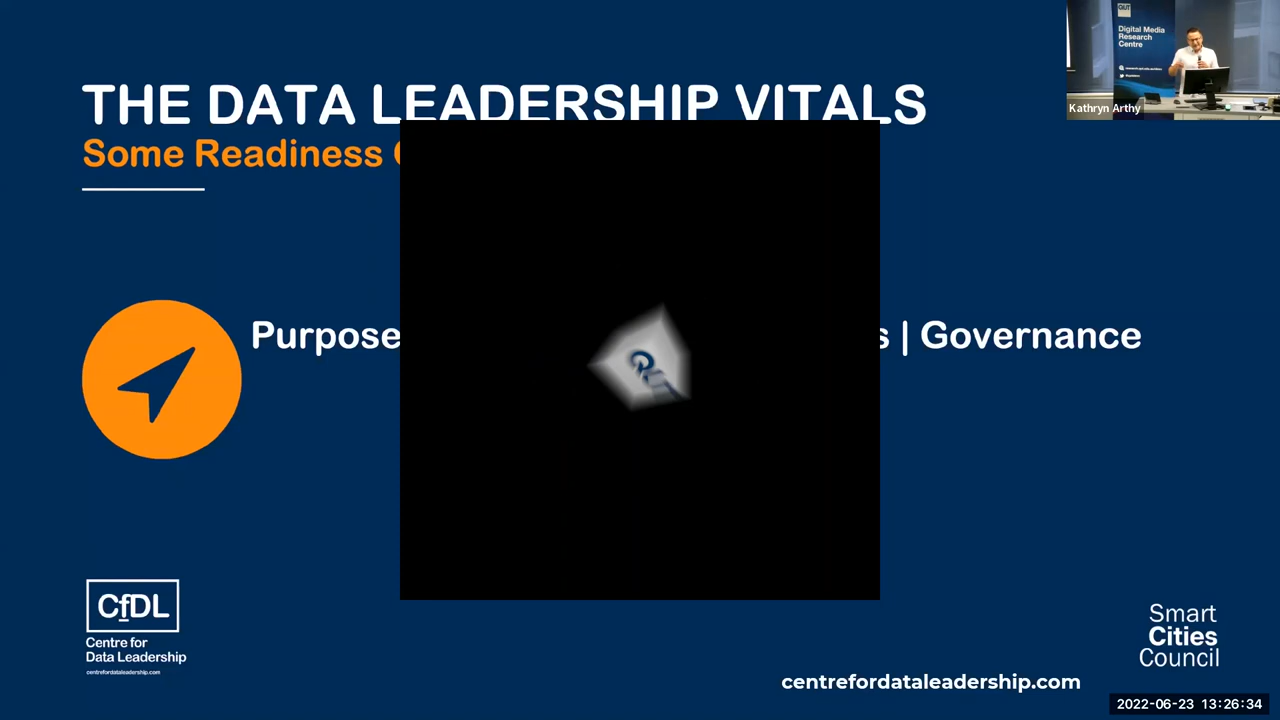 QUT
Digital Media
Research
Centre
Kathryn Arthy
THE DATA LEADERSHIP VITALS
Some Readiness
Purpose
| Governance
CfDL
Centre for
Data Leadership
centrefordataleadership.com
Smart
Cities
Council
centrefordataleadership.com
2022-06-23 13:26:34